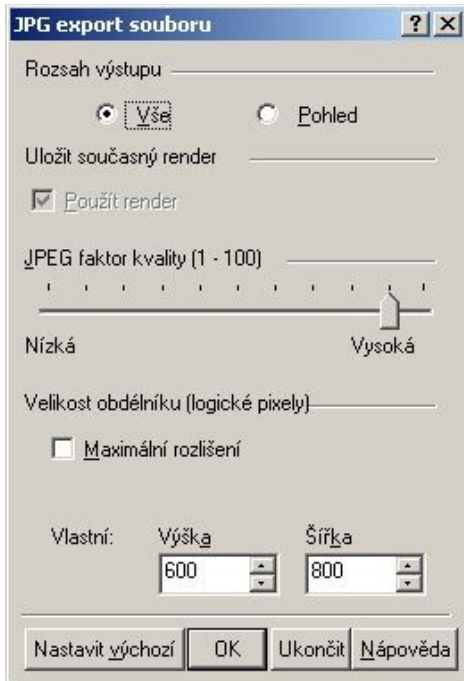 JPG export souboru
Rozsah výstupu
Vše Pohled
Uložit současný render
Použít render
JPEG faktor kvality (1 - 100)
Nízká Vysoká
Velikost obdélníku (logické pixely)
Maximální rozlišení
Vlastní: Výška Šířka
600 800
Nastavit výchozí OK Ukončit Nápověda